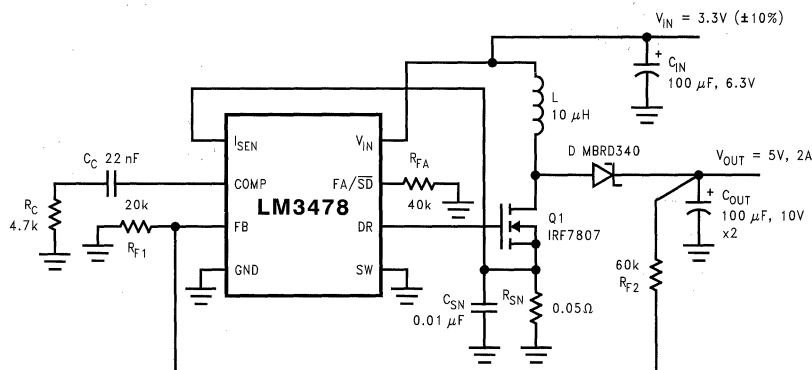 V_IN = 3.3V (±10%)
C_IN
100 μF, 6.3V
L
10 μH
D MBRD340
V_OUT = 5V, 2A
C_OUT
100 μF, 10V
x2
I_SEN
V_IN
C_C 22 nF
COMP
FA/S̅D̅
R_FA
40k
R_C
4.7k
20k
R_F1
FB
LM3478
DR
Q1
IRF7807
GND
SW
C_SN
0.01 μF
R_SN
0.05Ω
60k
R_F2
+
+